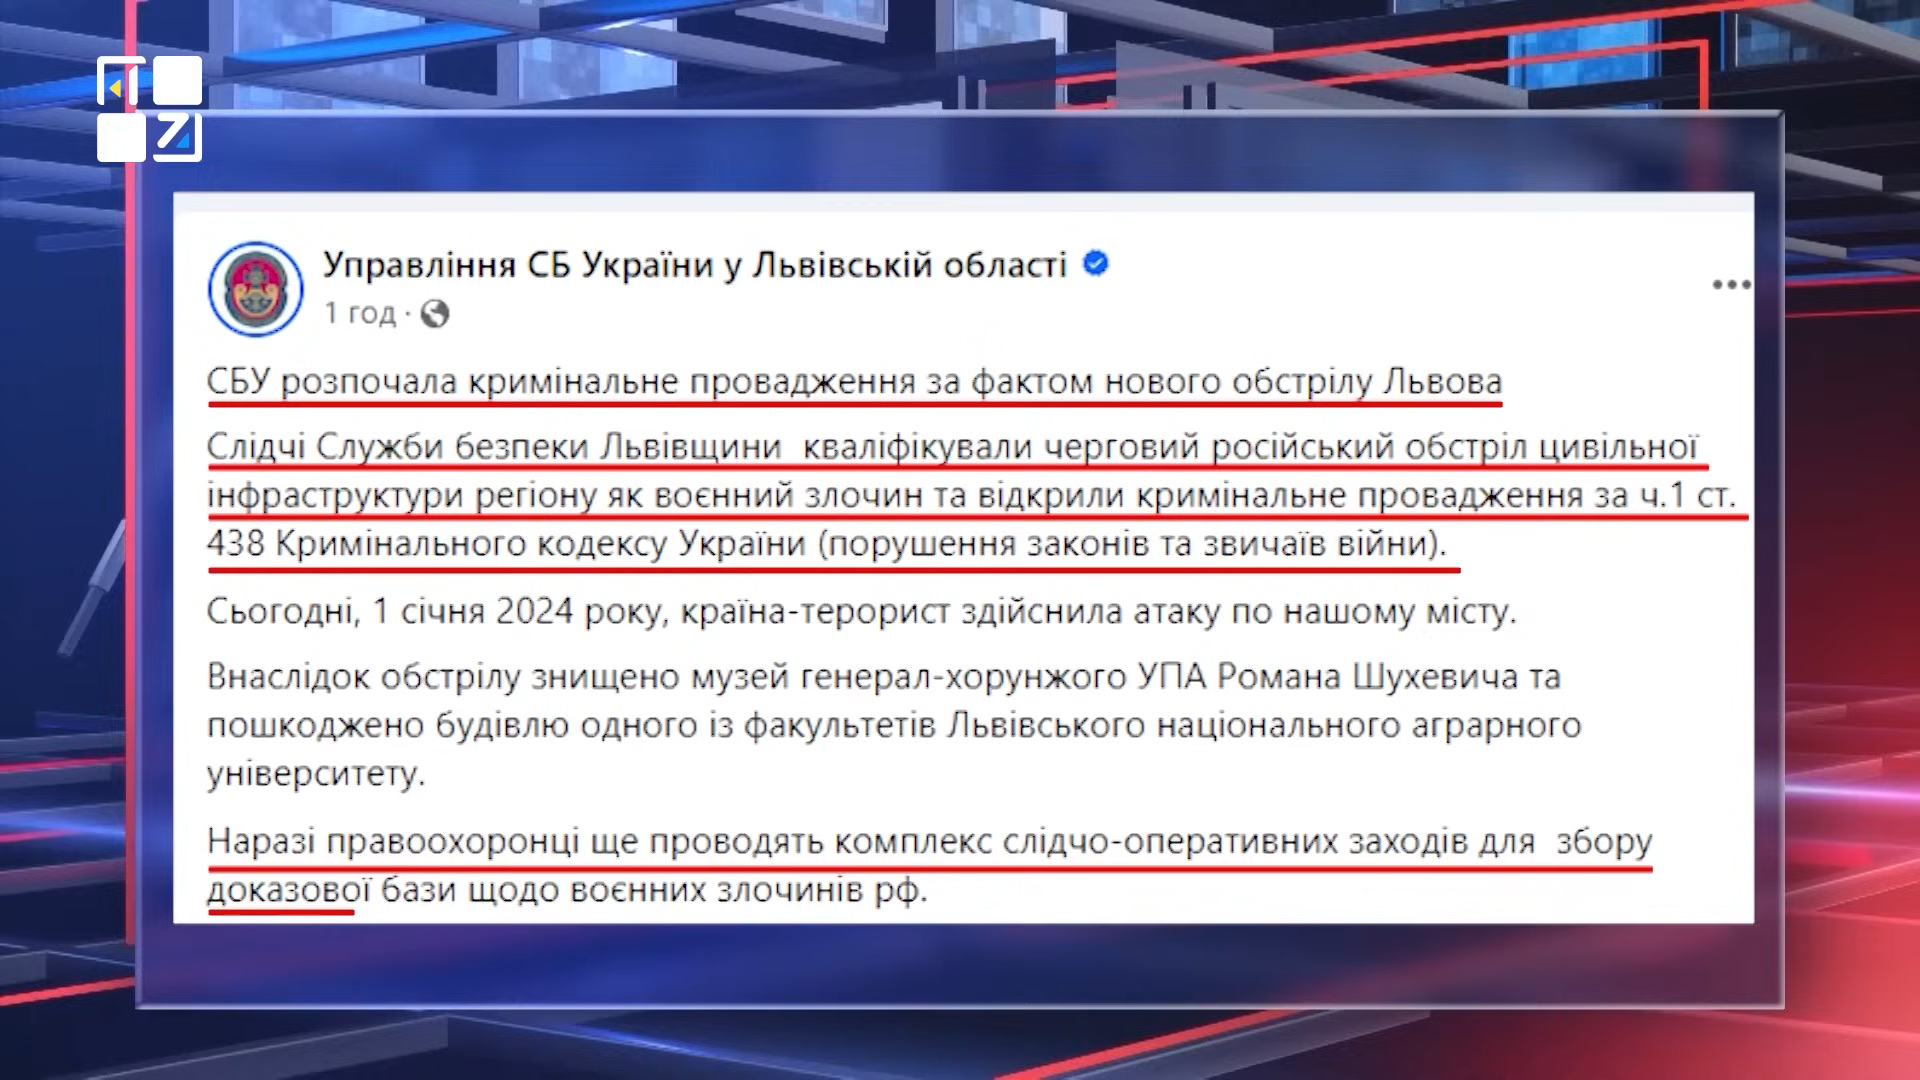 Управління СБ України у Львівській області
1 год ·
СБУ розпочала кримінальне провадження за фактом нового обстрілу Львова
Слідчі Служби безпеки Львівщини кваліфікували черговий російський обстріл цивільної
інфраструктури регіону як воєнний злочин та відкрили кримінальне провадження за ч.1 ст.
438 Кримінального кодексу України (порушення законів та звичаїв війни).
Сьогодні, 1 січня 2024 року, країна-терорист здійснила атаку по нашому місту.
Внаслідок обстрілу знищено музей генерал-хорунжого УПА Романа Шухевича та
пошкоджено будівлю одного із факультетів Львівського національного аграрного
університету.
Наразі правоохоронці ще проводять комплекс слідчо-оперативних заходів для збору
доказової бази щодо воєнних злочинів рф.